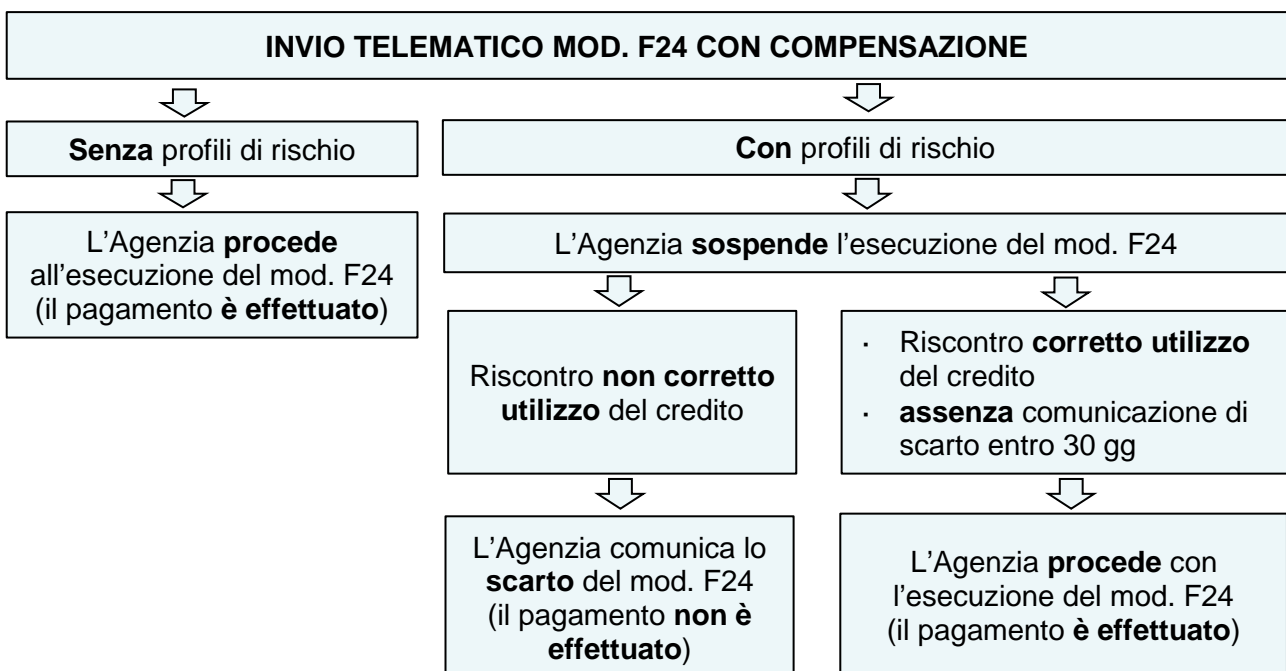 INVIO TELEMATICO MOD. F24 CON COMPENSAZIONE
Senza profili di rischio
Con profili di rischio
L’Agenzia procede
all’esecuzione del mod. F24
(il pagamento è effettuato)
L’Agenzia sospende l’esecuzione del mod. F24
Riscontro non corretto
utilizzo del credito
· Riscontro corretto utilizzo
del credito
· assenza comunicazione di
scarto entro 30 gg
L’Agenzia comunica lo
scarto del mod. F24
(il pagamento non è
effettuato)
L’Agenzia procede con
l’esecuzione del mod. F24
(il pagamento è effettuato)